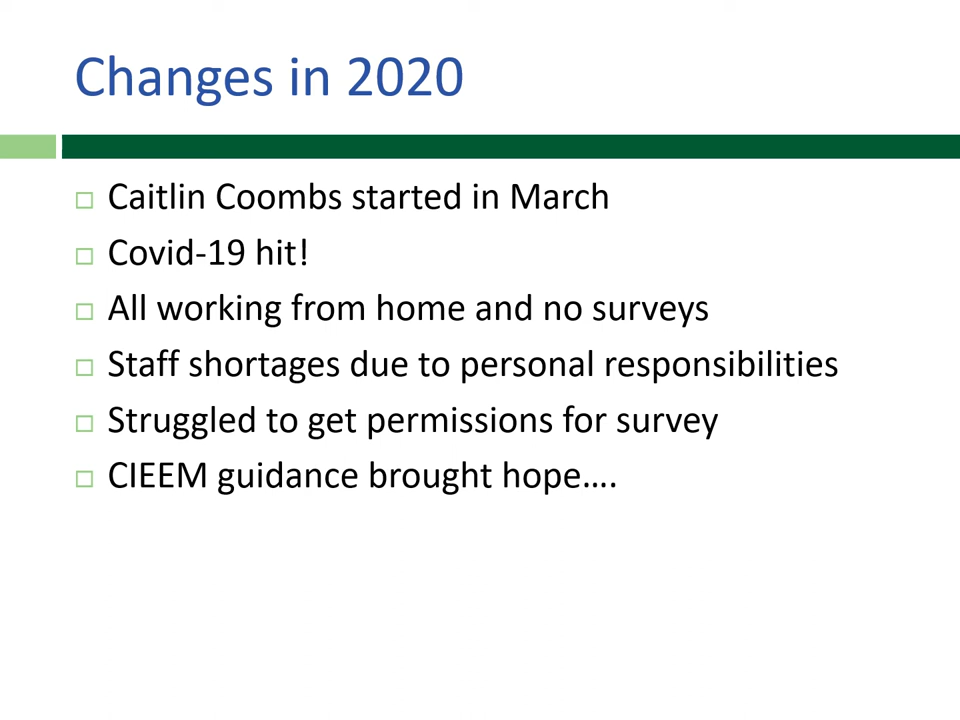 Changes in 2020
Caitlin Coombs started in March
Covid-19 hit!
All working from home and no surveys
Staff shortages due to personal responsibilities
Struggled to get permissions for survey
CIEEM guidance brought hope....